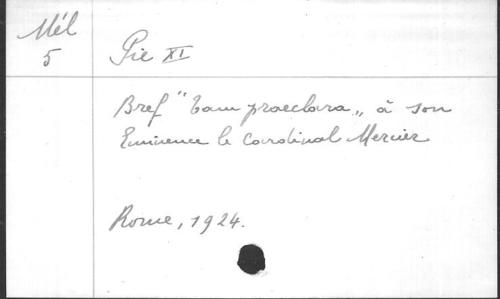 Mél
5
Pie XI
Bref "Tam praeclara„ à son
Eminence le Cardinal Mercier
Rome, 1924.